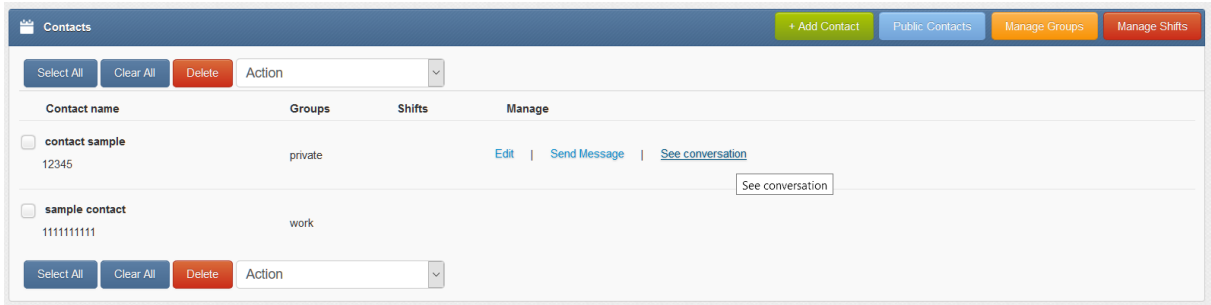 Contacts + Add Contact Public Contacts Manage Groups Manage Shifts
Select All Clear All Delete Action
Contact name Groups Shifts Manage
contact sample
12345 private Edit | Send Message | See conversation
See conversation
sample contact
1111111111 work
Select All Clear All Delete Action